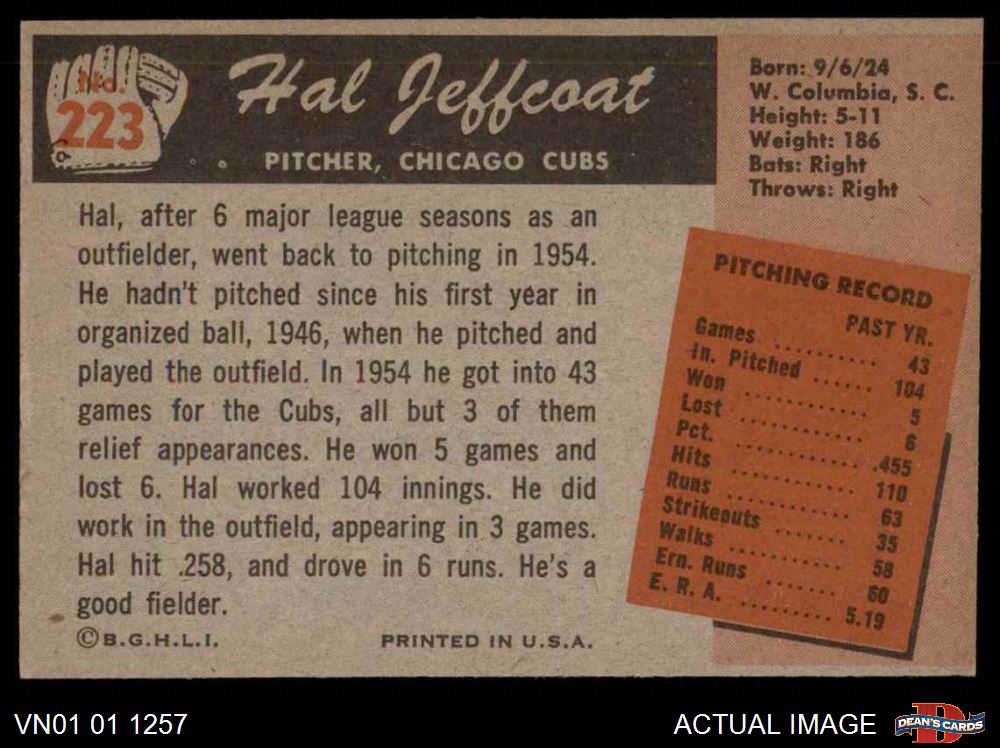 No.
223
Hal Jeffcoat
PITCHER, CHICAGO CUBS
Born: 9/6/24
W. Columbia, S. C.
Height: 5-11
Weight: 186
Bats: Right
Throws: Right
Hal, after 6 major league seasons as an
outfielder, went back to pitching in 1954.
He hadn't pitched since his first year in
organized ball, 1946, when he pitched and
played the outfield. In 1954 he got into 43
games for the Cubs, all but 3 of them
relief appearances. He won 5 games and
lost 6. Hal worked 104 innings. He did
work in the outfield, appearing in 3 games.
Hal hit .258, and drove in 6 runs. He's a
good fielder.
©B.G.H.L.I. PRINTED IN U.S.A.
PITCHING RECORD
PAST YR.
Games .......... 43
In. Pitched ...... 104
Won .......... 5
Lost .......... 6
Pct. .......... .455
Hits .......... 110
Runs .......... 63
Strikeouts ....... 35
Walks ........ 58
Ern. Runs ....... 60
E. R. A. ......... 5.19
VN01 01 1257
ACTUAL IMAGE
DEAN'S CARDS